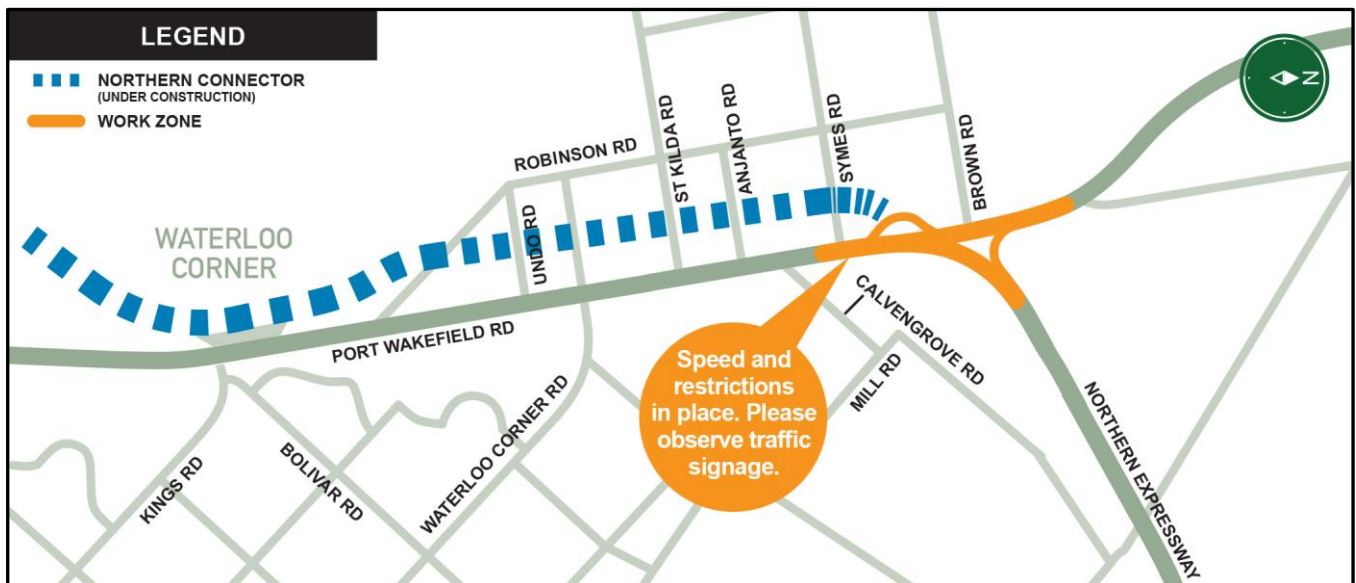 LEGEND
NORTHERN CONNECTOR
(UNDER CONSTRUCTION)
WORK ZONE
WATERLOO
CORNER
ROBINSON RD
UNDO RD
ST KILDA RD
ANJANTO RD
SYMES RD
BROWN RD
N
PORT WAKEFIELD RD
CALVENGROVE RD
MILL RD
Speed and
restrictions
in place. Please
observe traffic
signage.
KINGS RD
BOLIVAR RD
WATERLOO CORNER RD
NORTHERN EXPRESSWAY